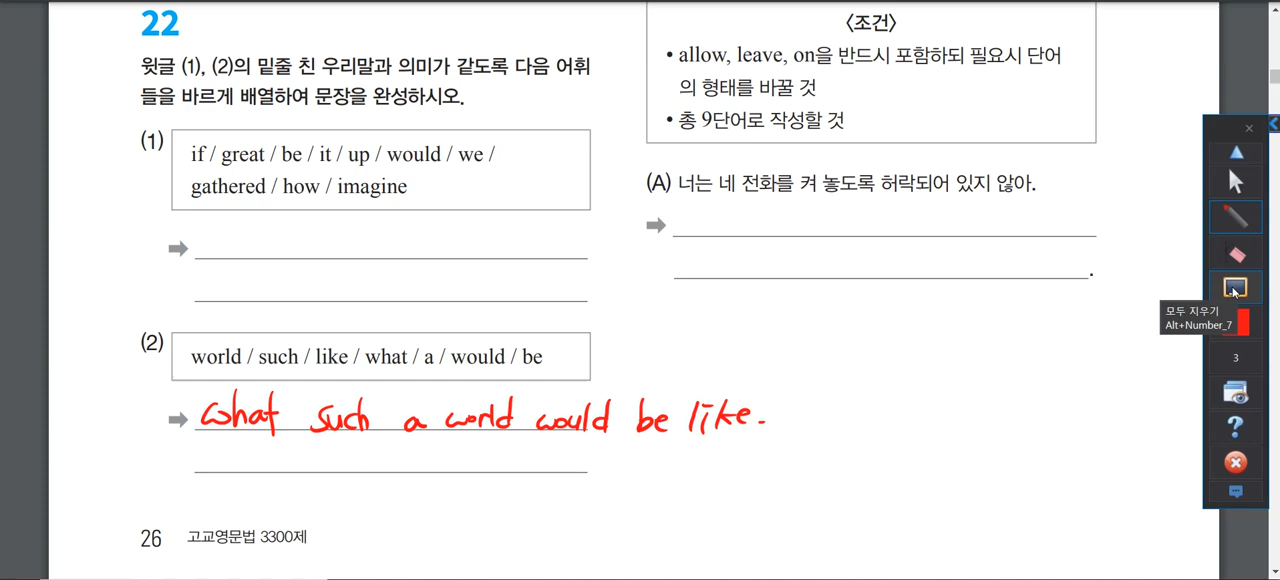 22
윗글 (1), (2)의 밑줄 친 우리말과 의미가 같도록 다음 어휘
들을 바르게 배열하여 문장을 완성하시오.
(1)
if / great / be / it / up / would / we /
gathered / how / imagine
(2)
world / such / like / what / a / would / be
what such a world would be like.
26 고교영문법 3300제
〈조건〉
• allow, leave, on을 반드시 포함하되 필요시 단어
의 형태를 바꿀 것
• 총 9단어로 작성할 것
(A) 너는 네 전화를 켜 놓도록 허락되어 있지 않아.
.
모두 지우기
Alt+Number_7
3